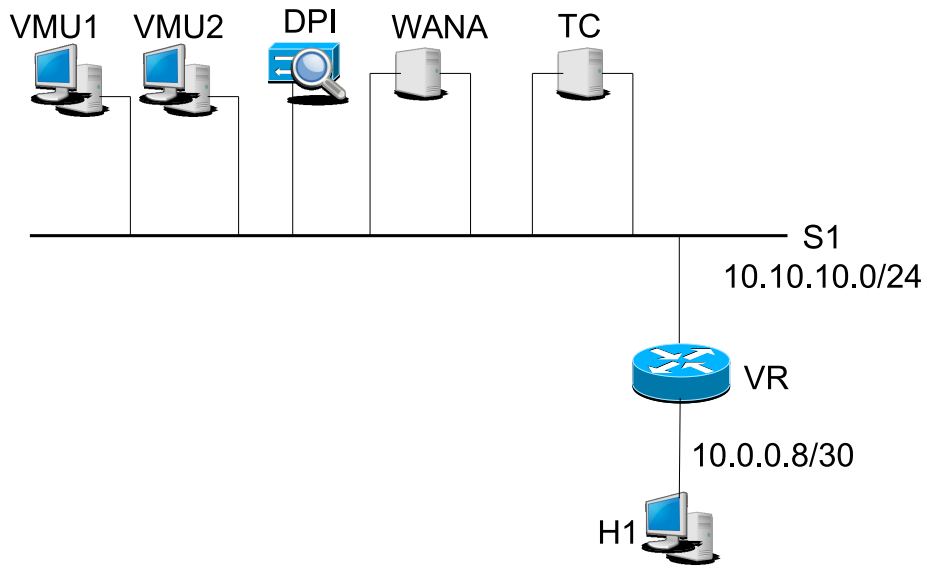 VMU1
VMU2
DPI
WANA
TC
S1
10.10.10.0/24
VR
10.0.0.8/30
H1